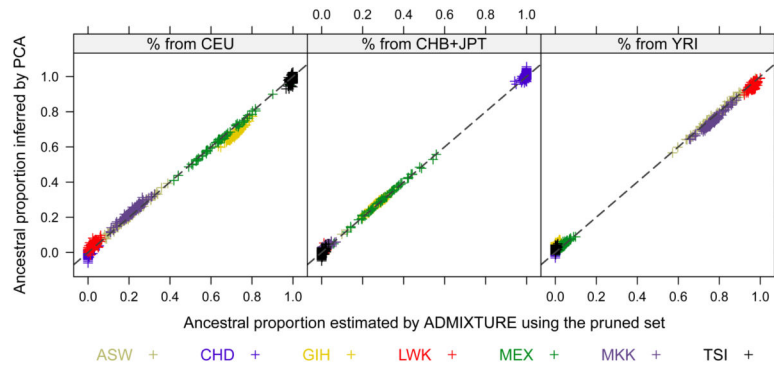 0.0 0.2 0.4 0.6 0.8 1.0
% from CEU % from CHB+JPT % from YRI
Ancestral proportion inferred by PCA
1.0
0.8
0.6
0.4
0.2
0.0
0.0 0.2 0.4 0.6 0.8 1.0 0.0 0.2 0.4 0.6 0.8 1.0
Ancestral proportion estimated by ADMIXTURE using the pruned set
ASW + CHD + GIH + LWK + MEX + MKK + TSI +